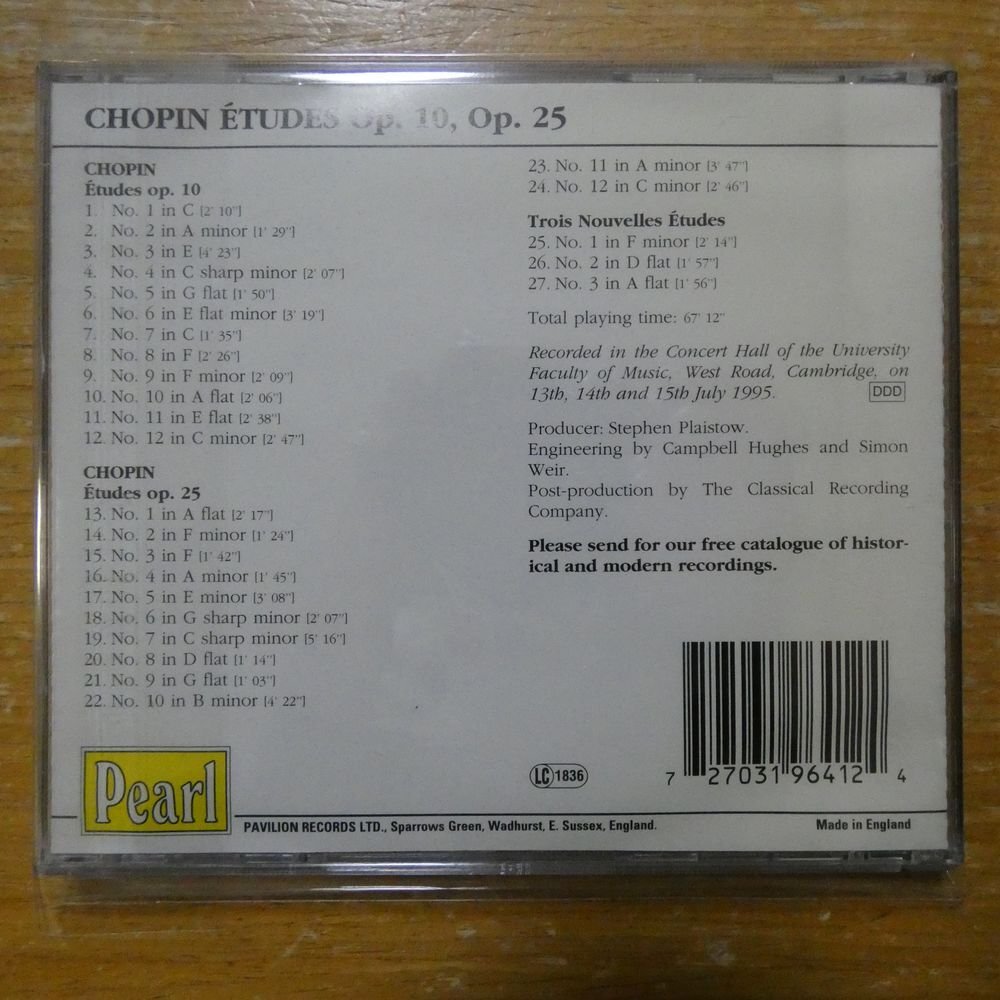 CHOPIN ÉTUDES Op. 10, Op. 25
CHOPIN
Études op. 10
1. No. 1 in C [2' 10"]
2. No. 2 in A minor [1' 29"]
3. No. 3 in E [4' 23"]
4. No. 4 in C sharp minor [2' 07"]
5. No. 5 in G flat [1' 50"]
6. No. 6 in E flat minor [3' 19"]
7. No. 7 in C [1' 35"]
8. No. 8 in F [2' 26"]
9. No. 9 in F minor [2' 09"]
10. No. 10 in A flat [2' 06"]
11. No. 11 in E flat [2' 38"]
12. No. 12 in C minor [2' 47"]
CHOPIN
Études op. 25
13. No. 1 in A flat [2' 17"]
14. No. 2 in F minor [1' 24"]
15. No. 3 in F [1' 42"]
16. No. 4 in A minor [1' 45"]
17. No. 5 in E minor [3' 08"]
18. No. 6 in G sharp minor [2' 07"]
19. No. 7 in C sharp minor [5' 16"]
20. No. 8 in D flat [1' 14"]
21. No. 9 in G flat [1' 03"]
22. No. 10 in B minor [4' 22"]
23. No. 11 in A minor [3' 47"]
24. No. 12 in C minor [2' 46"]
Trois Nouvelles Études
25. No. 1 in F minor [2' 14"]
26. No. 2 in D flat [1' 57"]
27. No. 3 in A flat [1' 56"]
Total playing time: 67' 12"
Recorded in the Concert Hall of the University
Faculty of Music, West Road, Cambridge, on
13th, 14th and 15th July 1995. DDD
Producer: Stephen Plaistow.
Engineering by Campbell Hughes and Simon
Weir.
Post-production by The Classical Recording
Company.
Please send for our free catalogue of histor-
ical and modern recordings.
LC 1836
7 27031 96412 4
Pearl
PAVILION RECORDS LTD., Sparrows Green, Wadhurst, E. Sussex, England.
Made in England